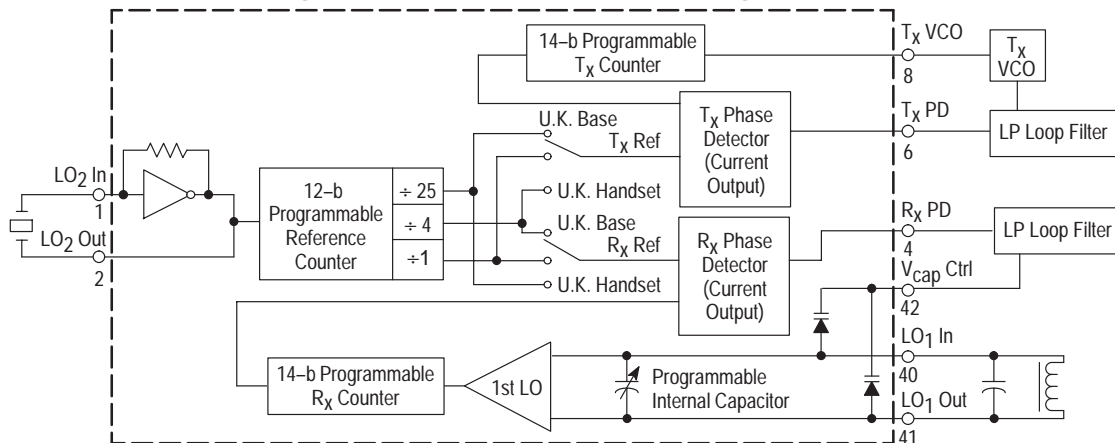 14–b Programmable
Tx Counter
Tx VCO
8
Tx
VCO
U.K. Base
Tx Ref
Tx Phase
Detector
(Current
Output)
Tx PD
6
LP Loop Filter
LO2 In
1
LO2 Out
2
12–b
Programmable
Reference
Counter
÷ 25
÷ 4
÷1
U.K. Handset
U.K. Base
Rx Ref
U.K. Handset
Rx Phase
Detector
(Current
Output)
Rx PD
4
LP Loop Filter
Vcap Ctrl
42
14–b Programmable
Rx Counter
1st LO
Programmable
Internal Capacitor
LO1 In
40
LO1 Out
41